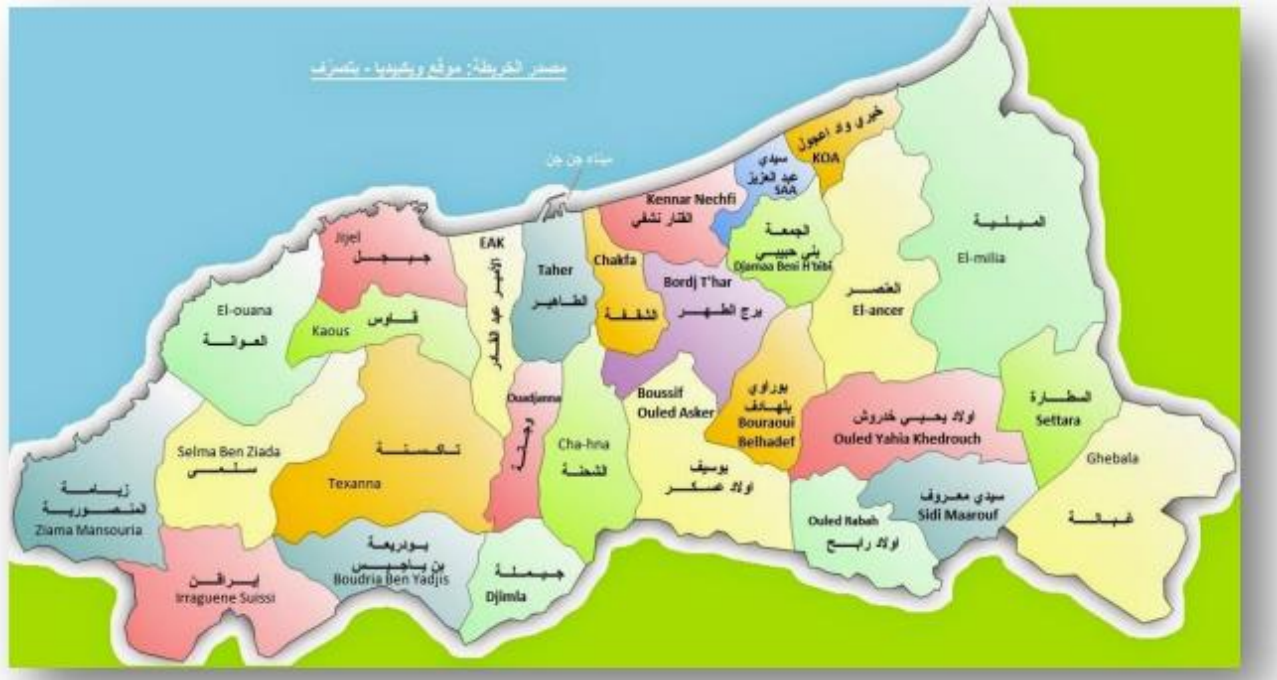 مصدر الخريطة: موقع ويكيبديا - بتصرف
ميناء جن جن
خيري واد اعجول
KOA
سيدي
عبد العزيز
SAA
Kennar Nechfi
القنار نشفي
الجمعة
بني حبيبي
Djamaa Beni H'bibi
الميلية
El-milia
العنصر
El-ancer
Jijel
جيجل
EAK
الأمير عبد القادر
Taher
الطاهير
Chakfa
الشقفة
Bordj T'har
برج الطهر
El-ouana
العوانة
Kaous
قاوس
Boussif
Ouled Asker
يوسيف
اولاد عسكر
بوراوي
بلهادف
Bouraoui
Belhadef
اولاد يحيي خدروش
Ouled Yahia Khedrouch
السطارة
Settara
Ghebala
غبالة
Selma Ben Ziada
سلمى
تاكسنة
Texanna
Ouadjanna
وجانة
Cha-hna
الشحنة
زيامة
المنصورية
Ziama Mansouria
إيراقن
Irraguene Suissi
بودريعة
بن ياجيس
Boudria Ben Yadjis
جيملة
Djimla
Ouled Rabah
اولاد رابح
سيدي معروف
Sidi Maarouf